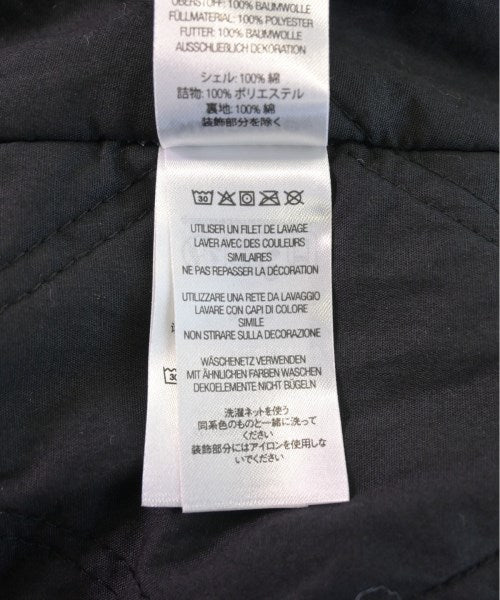 OBERSTOFF: 100% BAUMWOLLE
FÜLLMATERIAL: 100% POLYESTER
FUTTER: 100% BAUMWOLLE
AUSSCHLIEßLICH DEKORATION
シェル: 100% 綿
詰物: 100% ポリエステル
裏地: 100% 綿
装飾部分を除く
30
UTILISER UN FILET DE LAVAGE
LAVER AVEC DES COULEURS
SIMILAIRES
NE PAS REPASSER LA DÉCORATION
UTILIZZARE UNA RETE DA LAVAGGIO
LAVARE CON CAPI DI COLORE
SIMILE
NON STIRARE SULLA DECORAZIONE
WÄSCHENETZ VERWENDEN
MIT ÄHNLICHEN FARBEN WASCHEN
DEKOELEMENTE NICHT BÜGELN
30
洗濯ネットを使う
同系色のものと一緒に洗って
ください
装飾部分にはアイロンを使用しな
いでください